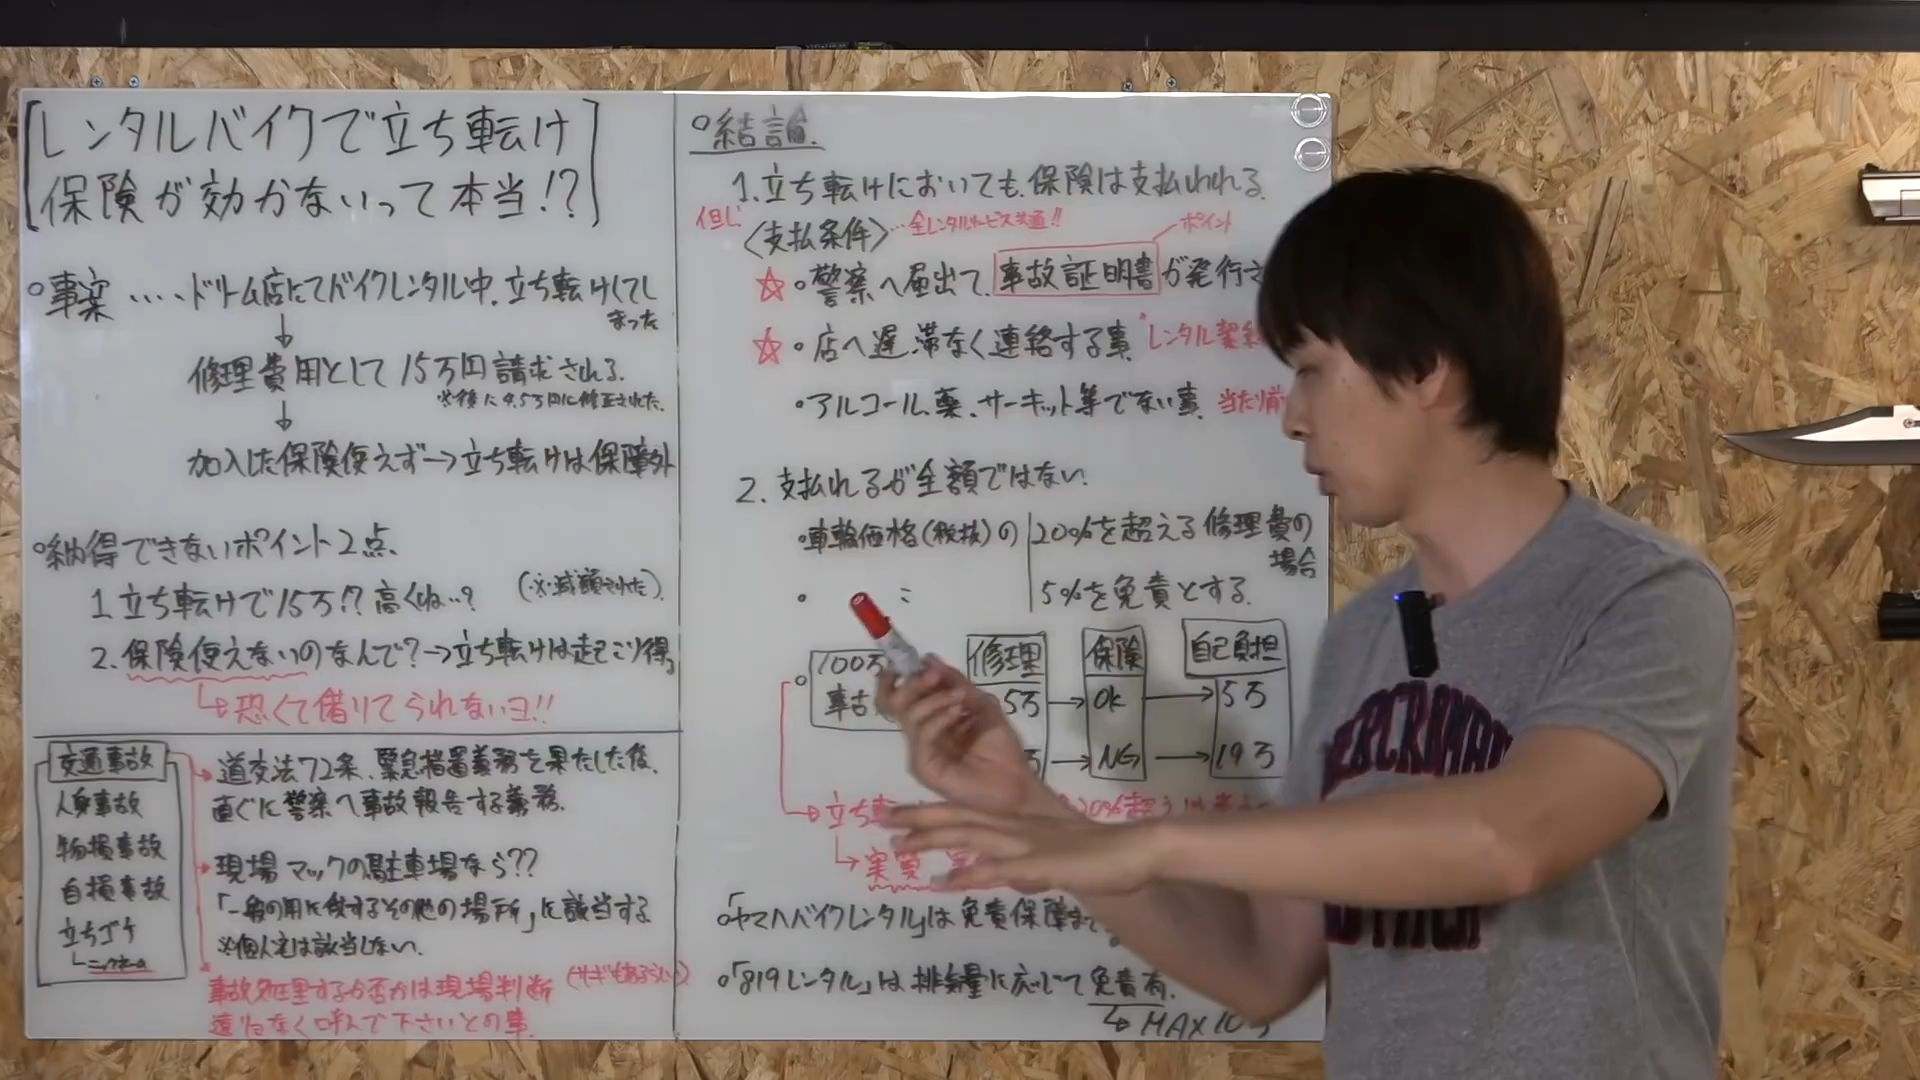 レンタルバイクで立ち転け
保険が効かないって本当!?
○事案・・・・ドリーム店にてバイクレンタル中、立ち転けしてし
まった
↓
修理費用として15万円請求される。
※後に9.5万円に修正された。
↓
加入した保険使えず→立ち転けは保障外
○納得できないポイント2点、
1. 立ち転けで15万!?高くね..? (※減額された)
2. 保険使えないのなんで?→立ち転けは起こり得る
↳恐くて借りてられないヨ!!
交通事故
人身事故
物損事故
自損事故
立ちゴケ
道交法72条、緊急措置義務を果たした後、
直ぐに警察へ事故報告する義務。
現場マックの駐車場なら??
「一般の用に供するその他の場所」に該当する
※個人宅は該当しない。
事故処理するか否かは現場判断
遠慮なく呼んで下さいとの事。
○結論.
1. 立ち転けにおいても、保険は支払われる。
但し
〈支払条件〉…全レンタルサービス共通!! ポイント
☆・警察へ届出て、事故証明書が発行
☆・店へ遅滞なく連絡する事。 レンタル契
・アルコール、薬、サーキット等でない事。 当たり前
2. 支払れるが全額ではない。
・車輌価格(税抜)の 20%を超える修理費の
場合
・ 〃 5%を免責とする。
100万
修理 保険 自己負担
5万→OK→5万
→NG→19万
立ち
↳実質
○「ヤマハバイクレンタル」は免責保障ま
○「819レンタル」は排気量に応じて免責有。
↳MAX10万